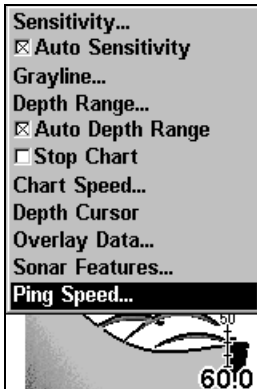 Sensitivity...
Auto Sensitivity
Grayline...
Depth Range...
Auto Depth Range
Stop Chart
Chart Speed...
Depth Cursor
Overlay Data...
Sonar Features...
Ping Speed...
50
60.0